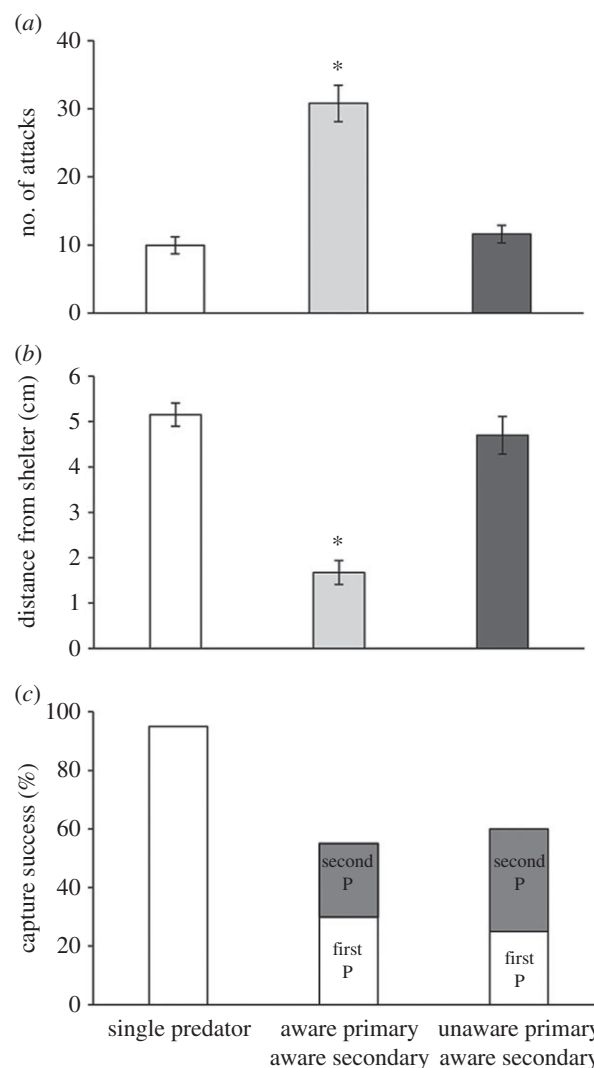 (a)
40
30
20
10
0
no. of attacks
*
(b)
6
5
4
3
2
1
0
distance from shelter (cm)
*
(c)
100
80
60
40
20
0
capture success (%)
second
P
first
P
second
P
first
P
single predator
aware primary
aware secondary
unaware primary
aware secondary